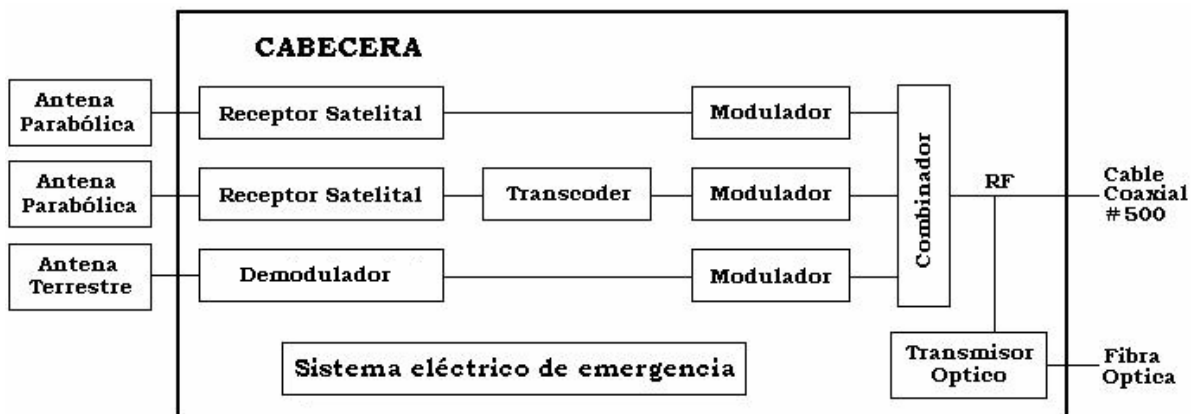 CABECERA
Antena
Parabólica
Receptor Satelital
Modulador
Antena
Parabólica
Receptor Satelital
Transcoder
Modulador
Antena
Terrestre
Demodulador
Modulador
Combinador
RF
Cable
Coaxial
#500
Sistema eléctrico de emergencia
Transmisor
Optico
Fibra
Optica